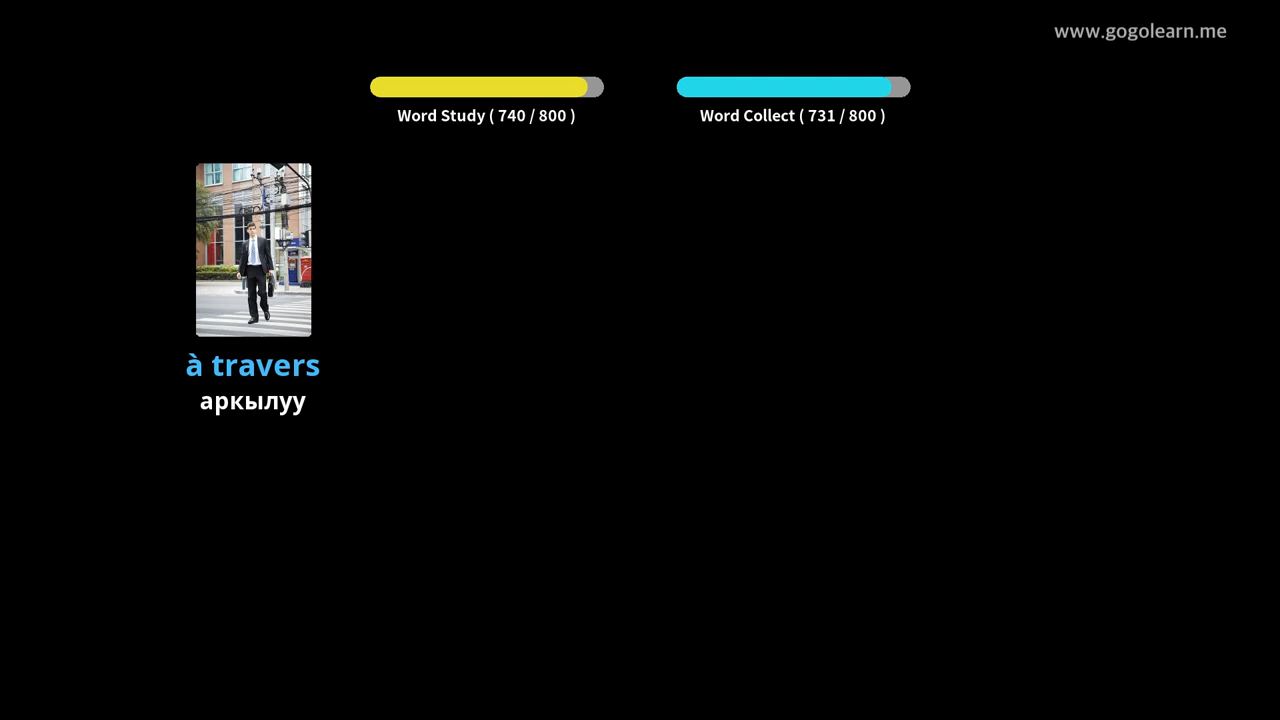 www.gogolearn.me
Word Study ( 740 / 800 )
Word Collect ( 731 / 800 )
à travers
аркылуу